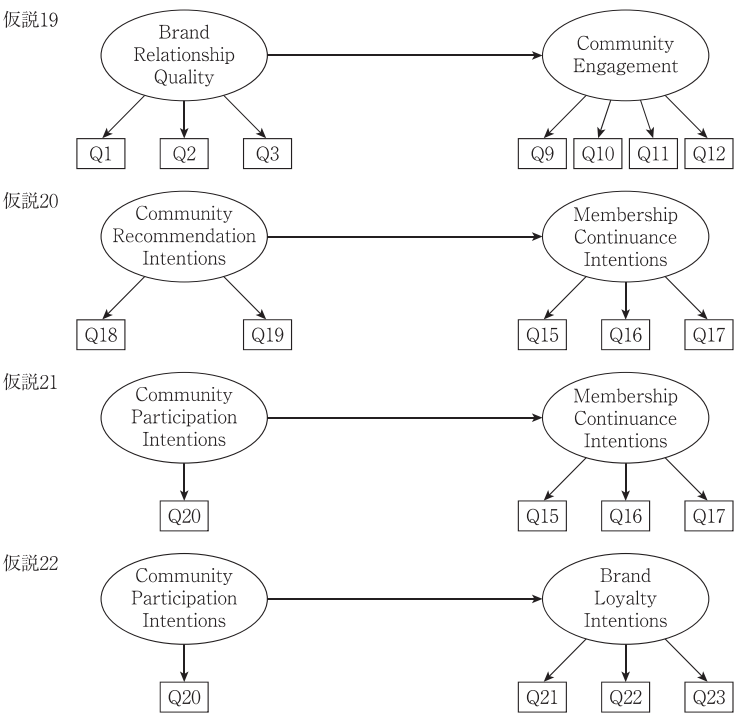 仮説19
Brand
Relationship
Quality
Community
Engagement
Q1
Q2
Q3
Q9
Q10
Q11
Q12
仮説20
Community
Recommendation
Intentions
Membership
Continuance
Intentions
Q18
Q19
Q15
Q16
Q17
仮説21
Community
Participation
Intentions
Membership
Continuance
Intentions
Q20
Q15
Q16
Q17
仮説22
Community
Participation
Intentions
Brand
Loyalty
Intentions
Q20
Q21
Q22
Q23